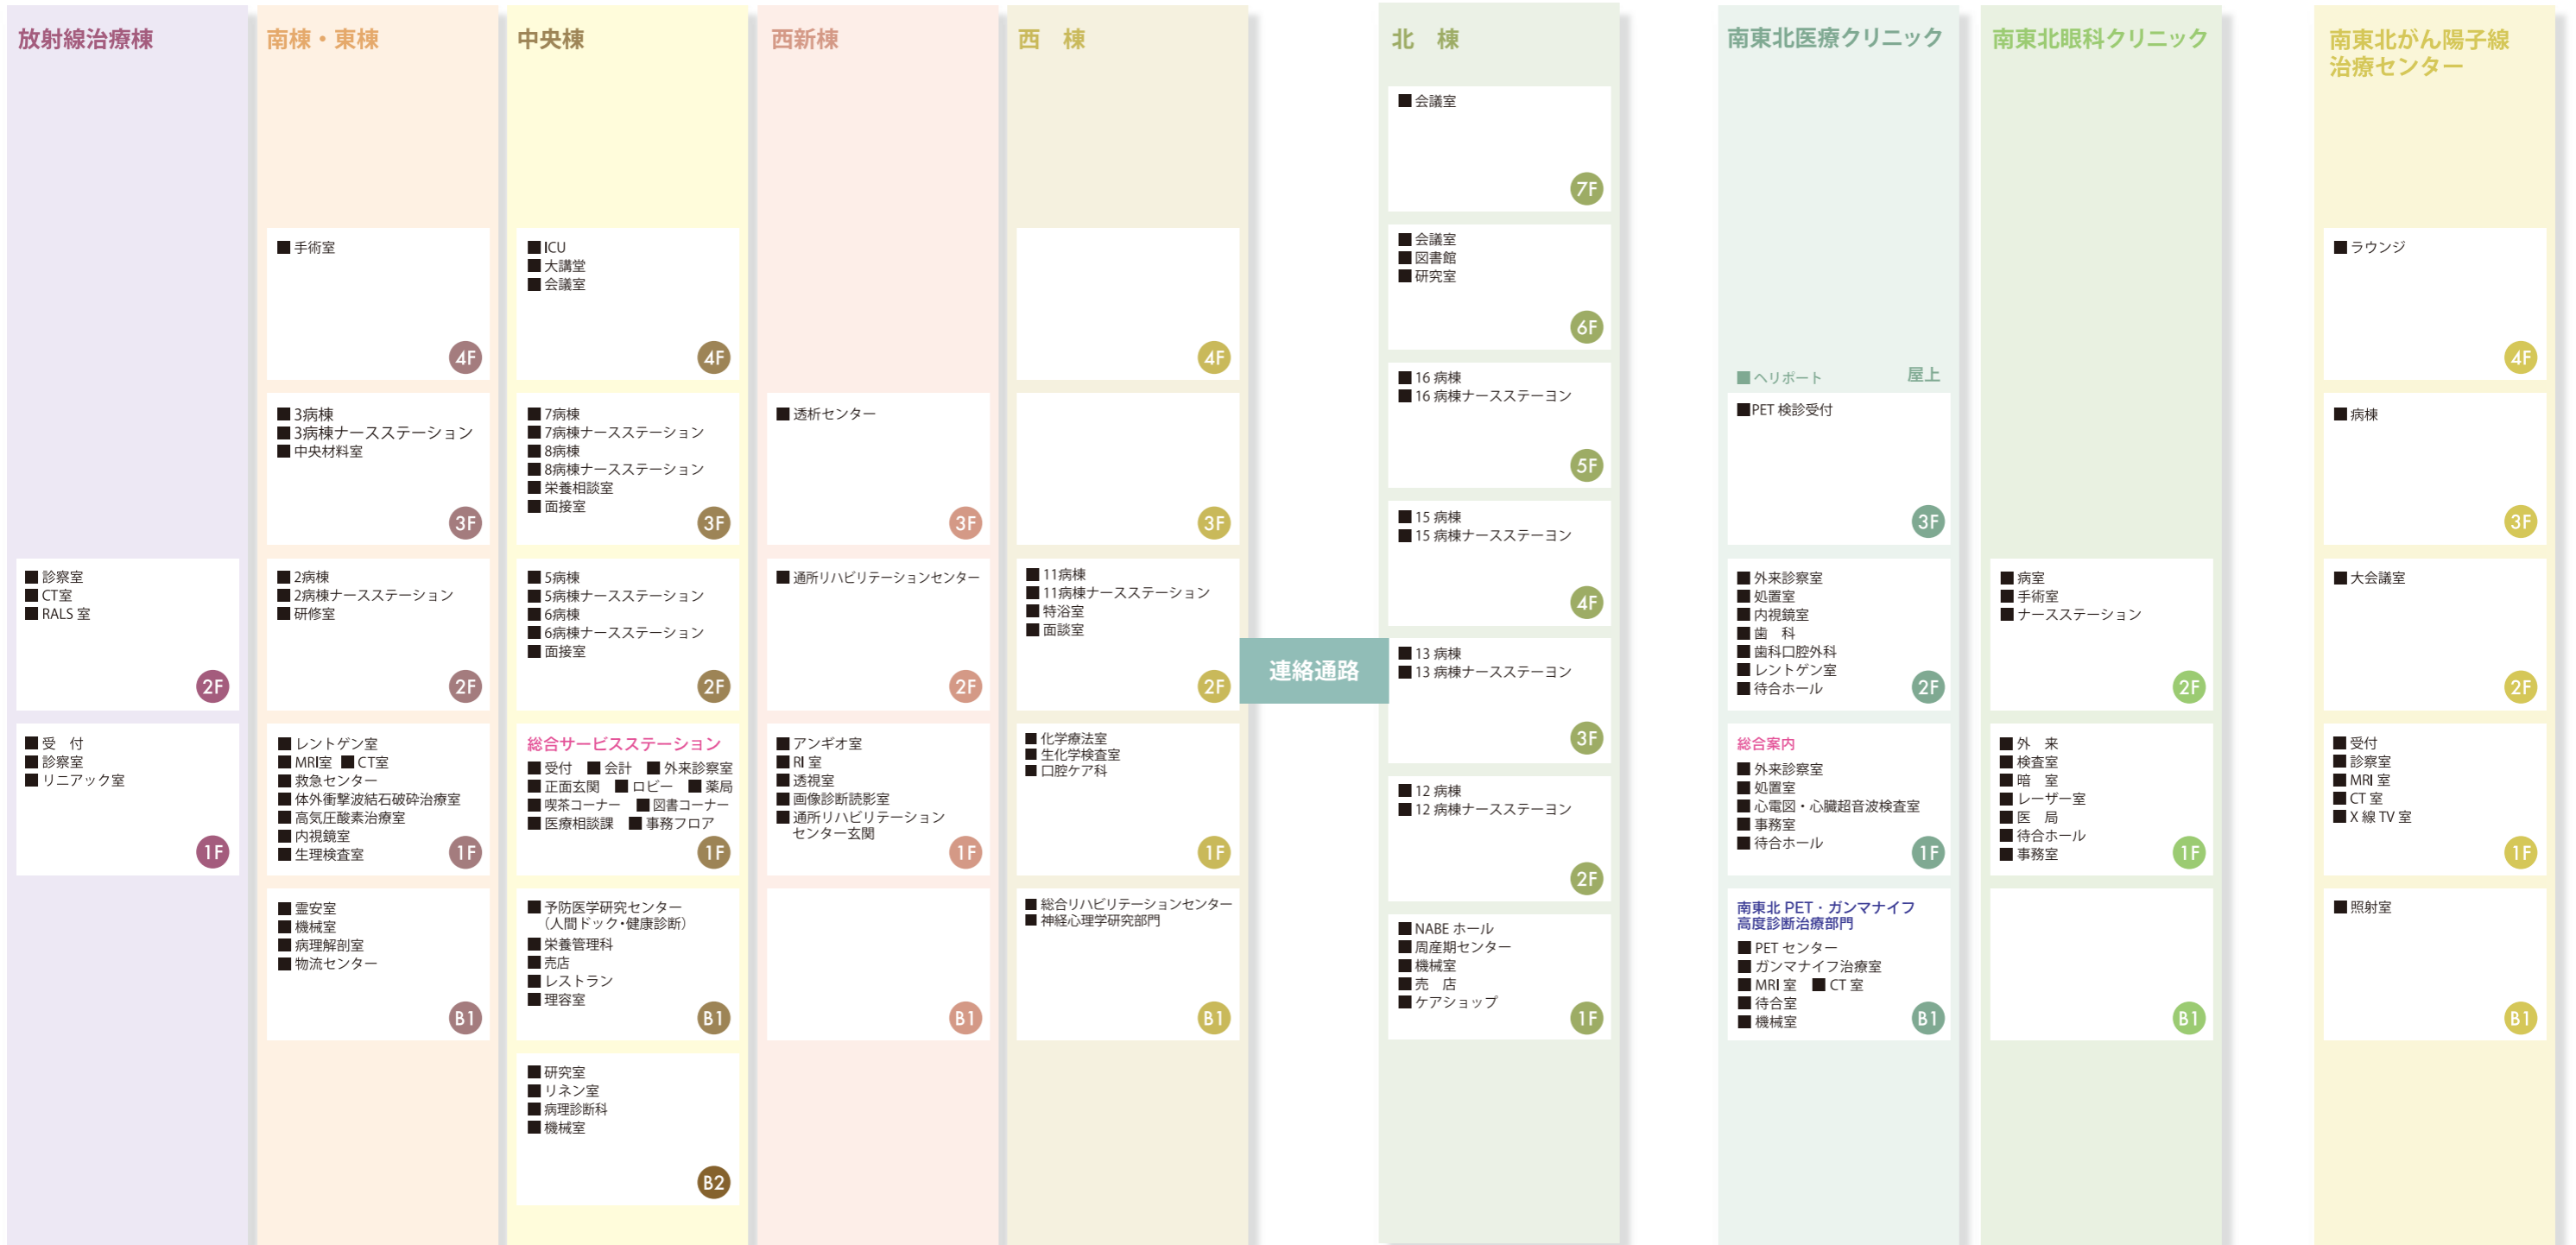 放射線治療棟
■ 診察室
■ CT室
■ RALS 室
2F
■ 受　付
■ 診察室
■ リニアック室
1F
南棟・東棟
■ 手術室
4F
■ 3病棟
■ 3病棟ナースステーション
■ 中央材料室
3F
■ 2病棟
■ 2病棟ナースステーション
■ 研修室
2F
■ レントゲン室
■ MRI室 ■ CT室
■ 救急センター
■ 体外衝撃波結石破砕治療室
■ 高気圧酸素治療室
■ 内視鏡室
■ 生理検査室
1F
■ 霊安室
■ 機械室
■ 病理解剖室
■ 物流センター
B1
中央棟
■ ICU
■ 大講堂
■ 会議室
4F
■ 7病棟
■ 7病棟ナースステーション
■ 8病棟
■ 8病棟ナースステーション
■ 栄養相談室
■ 面接室
3F
■ 5病棟
■ 5病棟ナースステーション
■ 6病棟
■ 6病棟ナースステーション
■ 面接室
2F
総合サービスステーション
■ 受付 ■ 会計 ■ 外来診察室
■ 正面玄関 ■ ロビー ■ 薬局
■ 喫茶コーナー ■ 図書コーナー
■ 医療相談課 ■ 事務フロア
1F
■ 予防医学研究センター
（人間ドック・健康診断）
■ 栄養管理科
■ 売店
■ レストラン
■ 理容室
B1
■ 研究室
■ リネン室
■ 病理診断科
■ 機械室
B2
西新棟
■ 透析センター
3F
■ 通所リハビリテーションセンター
2F
■ アンギオ室
■ RI 室
■ 透視室
■ 画像診断読影室
■ 通所リハビリテーション
センター玄関
1F
B1
西　棟
4F
3F
■ 11病棟
■ 11病棟ナースステーション
■ 特浴室
■ 面談室
2F
■ 化学療法室
■ 生化学検査室
■ 口腔ケア科
1F
■ 総合リハビリテーションセンター
■ 神経心理学研究部門
B1
連絡通路
北　棟
■ 会議室
7F
■ 会議室
■ 図書館
■ 研究室
6F
■ 16 病棟
■ 16 病棟ナースステーヨン
5F
■ 15 病棟
■ 15 病棟ナースステーヨン
4F
■ 13 病棟
■ 13 病棟ナースステーヨン
3F
■ 12 病棟
■ 12 病棟ナースステーヨン
2F
■ NABE ホール
■ 周産期センター
■ 機械室
■ 売　店
■ ケアショップ
1F
南東北医療クリニック
■ ヘリポート 屋上
■PET 検診受付
3F
■ 外来診察室
■ 処置室
■ 内視鏡室
■ 歯　科
■ 歯科口腔外科
■ レントゲン室
■ 待合ホール
2F
総合案内
■ 外来診察室
■ 処置室
■ 心電図・心臓超音波検査室
■ 事務室
■ 待合ホール
1F
南東北 PET・ガンマナイフ
高度診断治療部門
■ PET センター
■ ガンマナイフ治療室
■ MRI 室 ■ CT 室
■ 待合室
■ 機械室
B1
南東北眼科クリニック
■ 病室
■ 手術室
■ ナースステーション
2F
■ 外　来
■ 検査室
■ 暗　室
■ レーザー室
■ 医　局
■ 待合ホール
■ 事務室
1F
B1
南東北がん陽子線
治療センター
■ ラウンジ
4F
■ 病棟
3F
■ 大会議室
2F
■ 受付
■ 診察室
■ MRI 室
■ CT 室
■ X 線 TV 室
1F
■ 照射室
B1